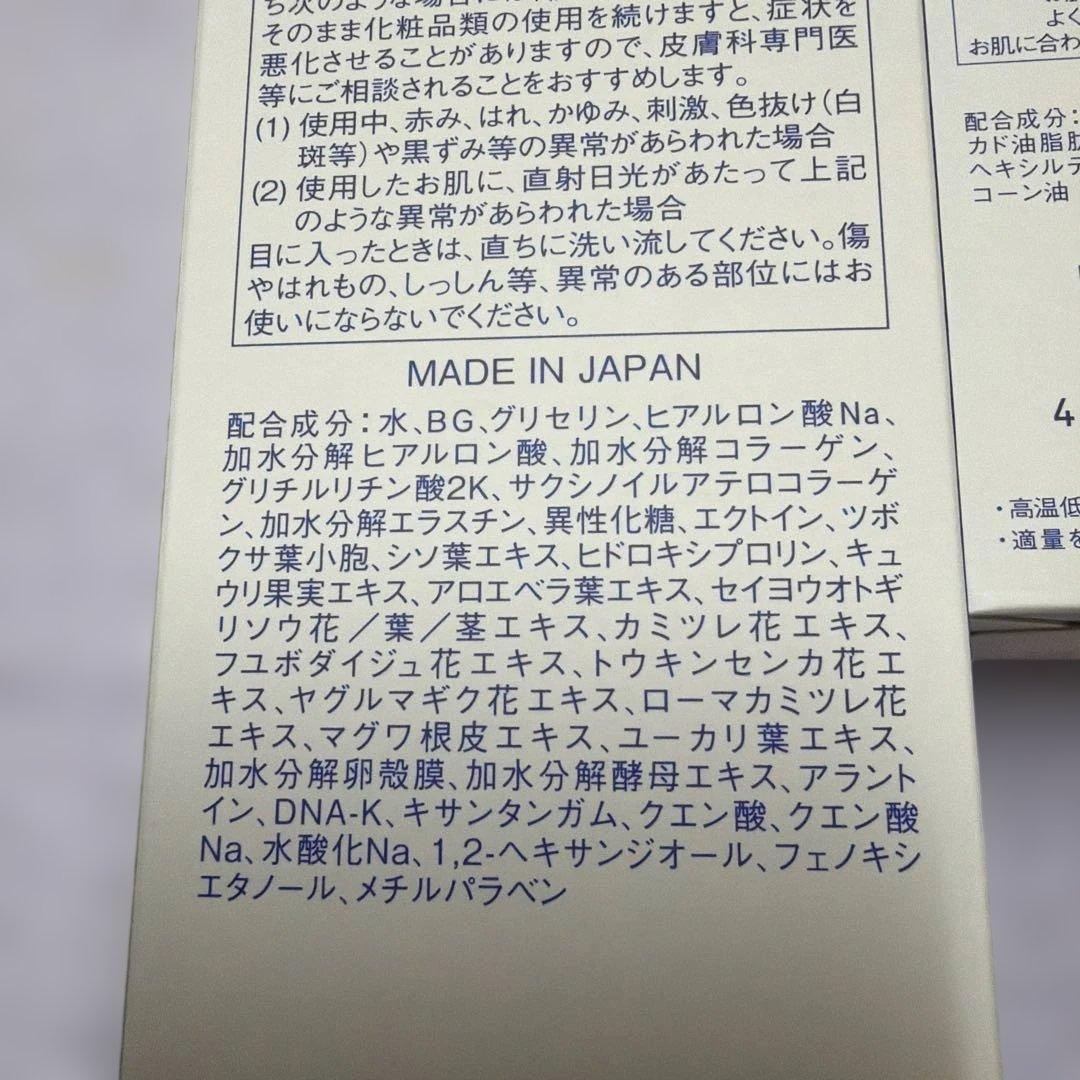 ち次のような場合には
そのまま化粧品類の使用を続けますと、症状を
悪化させることがありますので、皮膚科専門医
等にご相談されることをおすすめします。
(1) 使用中、赤み、はれ、かゆみ、刺激、色抜け（白
斑等）や黒ずみ等の異常があらわれた場合
(2) 使用したお肌に、直射日光があたって上記
のような異常があらわれた場合
目に入ったときは、直ちに洗い流してください。傷
やはれもの、しっしん等、異常のある部位にはお
使いにならないでください。
MADE IN JAPAN
配合成分：水、BG、グリセリン、ヒアルロン酸Na、
加水分解ヒアルロン酸、加水分解コラーゲン、
グリチルリチン酸2K、サクシノイルアテロコラーゲ
ン、加水分解エラスチン、異性化糖、エクトイン、ツボ
クサ葉小胞、シソ葉エキス、ヒドロキシプロリン、キュ
ウリ果実エキス、アロエベラ葉エキス、セイヨウオトギ
リソウ花／葉／茎エキス、カミツレ花エキス、
フユボダイジュ花エキス、トウキンセンカ花エ
キス、ヤグルマギク花エキス、ローマカミツレ花
エキス、マグワ根皮エキス、ユーカリ葉エキス、
加水分解卵殻膜、加水分解酵母エキス、アラント
イン、DNA-K、キサンタンガム、クエン酸、クエン酸
Na、水酸化Na、1,2-ヘキサンジオール、フェノキシ
エタノール、メチルパラベン
よく
お肌に合わ
配合成分：
カド油脂肪
ヘキシルデ
コーン油
4
・高温低
・適量を